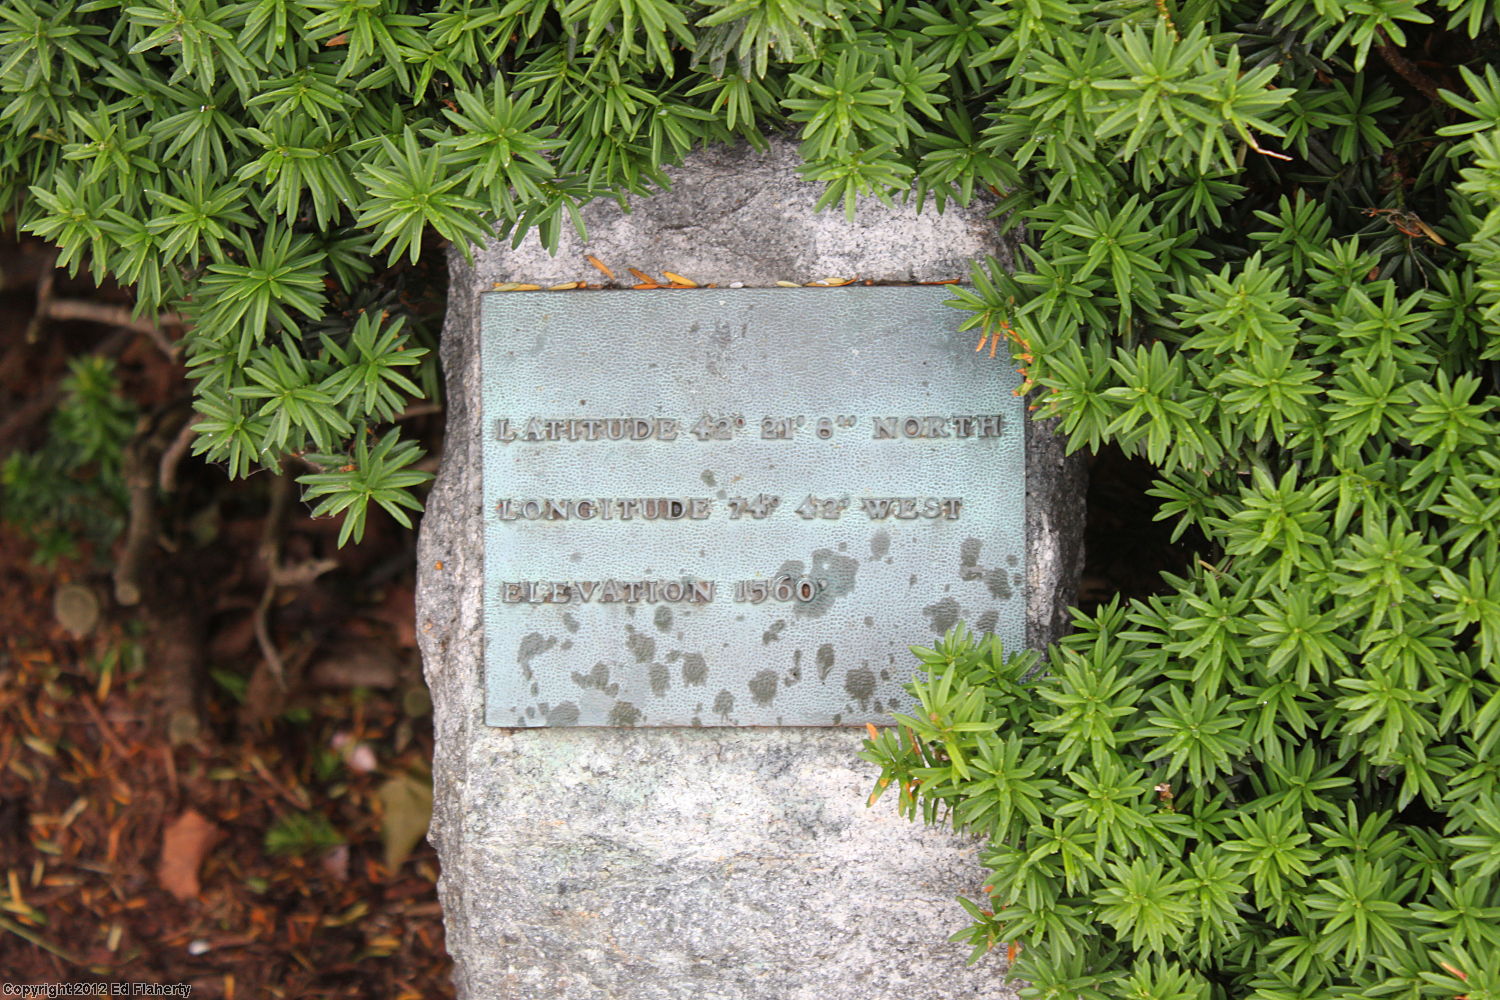 LATITUDE 42° 21' 8" NORTH
LONGITUDE 74° 42' WEST
ELEVATION 1560'
Copyright 2012 Ed Flaherty